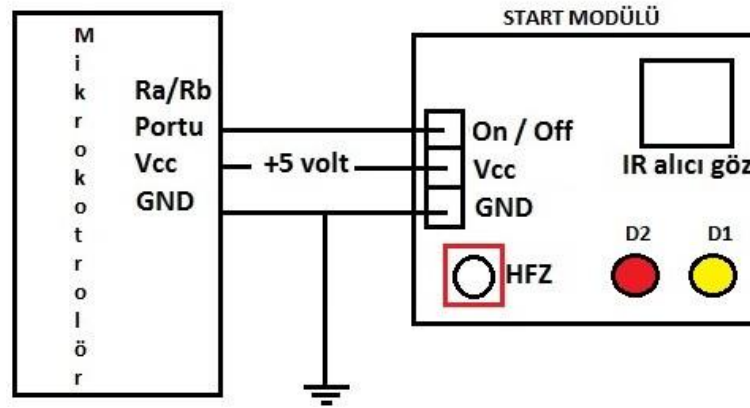 START MODÜLÜ
Mikrokotrolör
Ra/Rb
Portu
Vcc
GND
+5 volt
On / Off
Vcc
GND
HFZ
IR alıcı göz
D2
D1